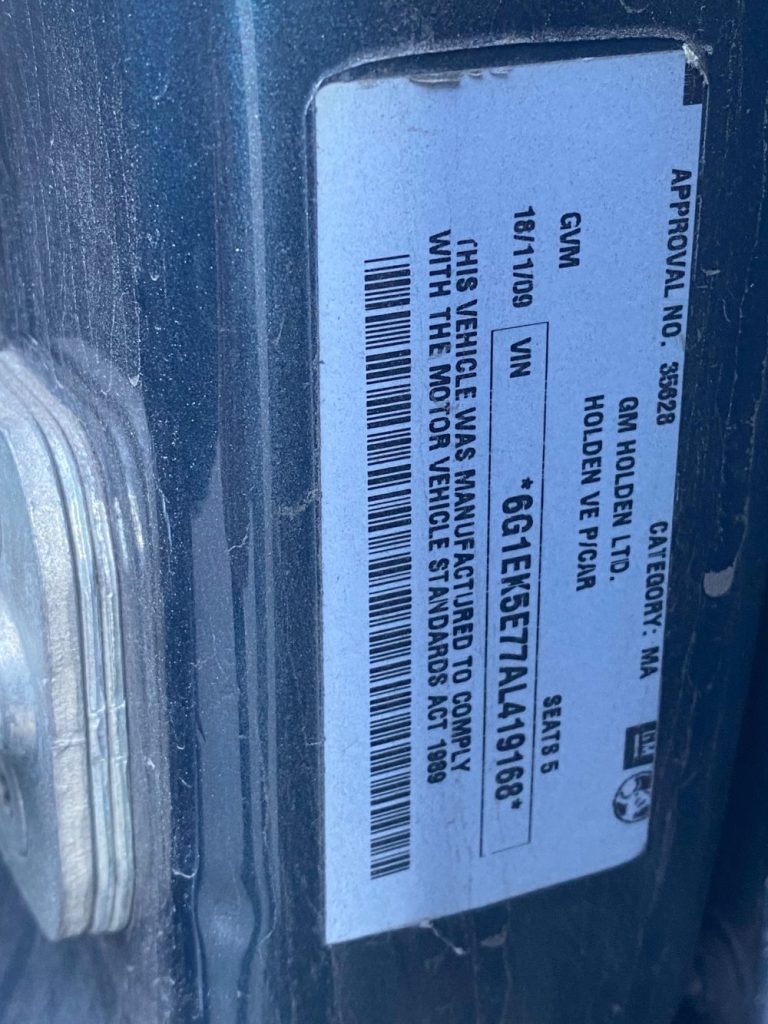 APPROVAL NO. 35628 CATEGORY: MA
GM HOLDEN LTD.
HOLDEN VE P/CAR
GVM SEATS 5
18/11/09 VIN *6G1EK5E77AL419168*
THIS VEHICLE WAS MANUFACTURED TO COMPLY
WITH THE MOTOR VEHICLE STANDARDS ACT 1989
GM